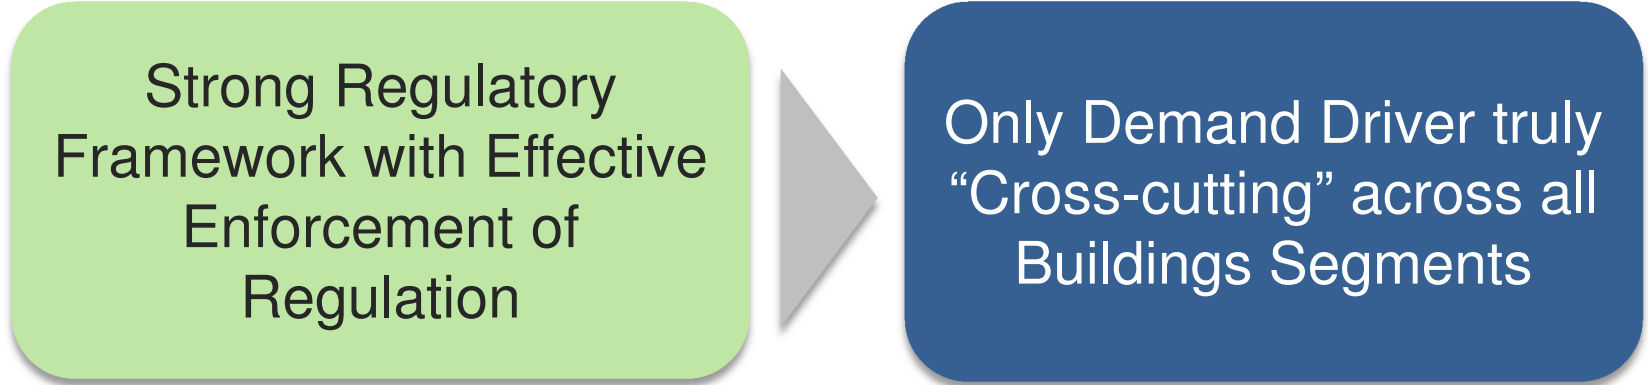 Strong Regulatory
Framework with Effective
Enforcement of
Regulation
Only Demand Driver truly
“Cross-cutting” across all
Buildings Segments